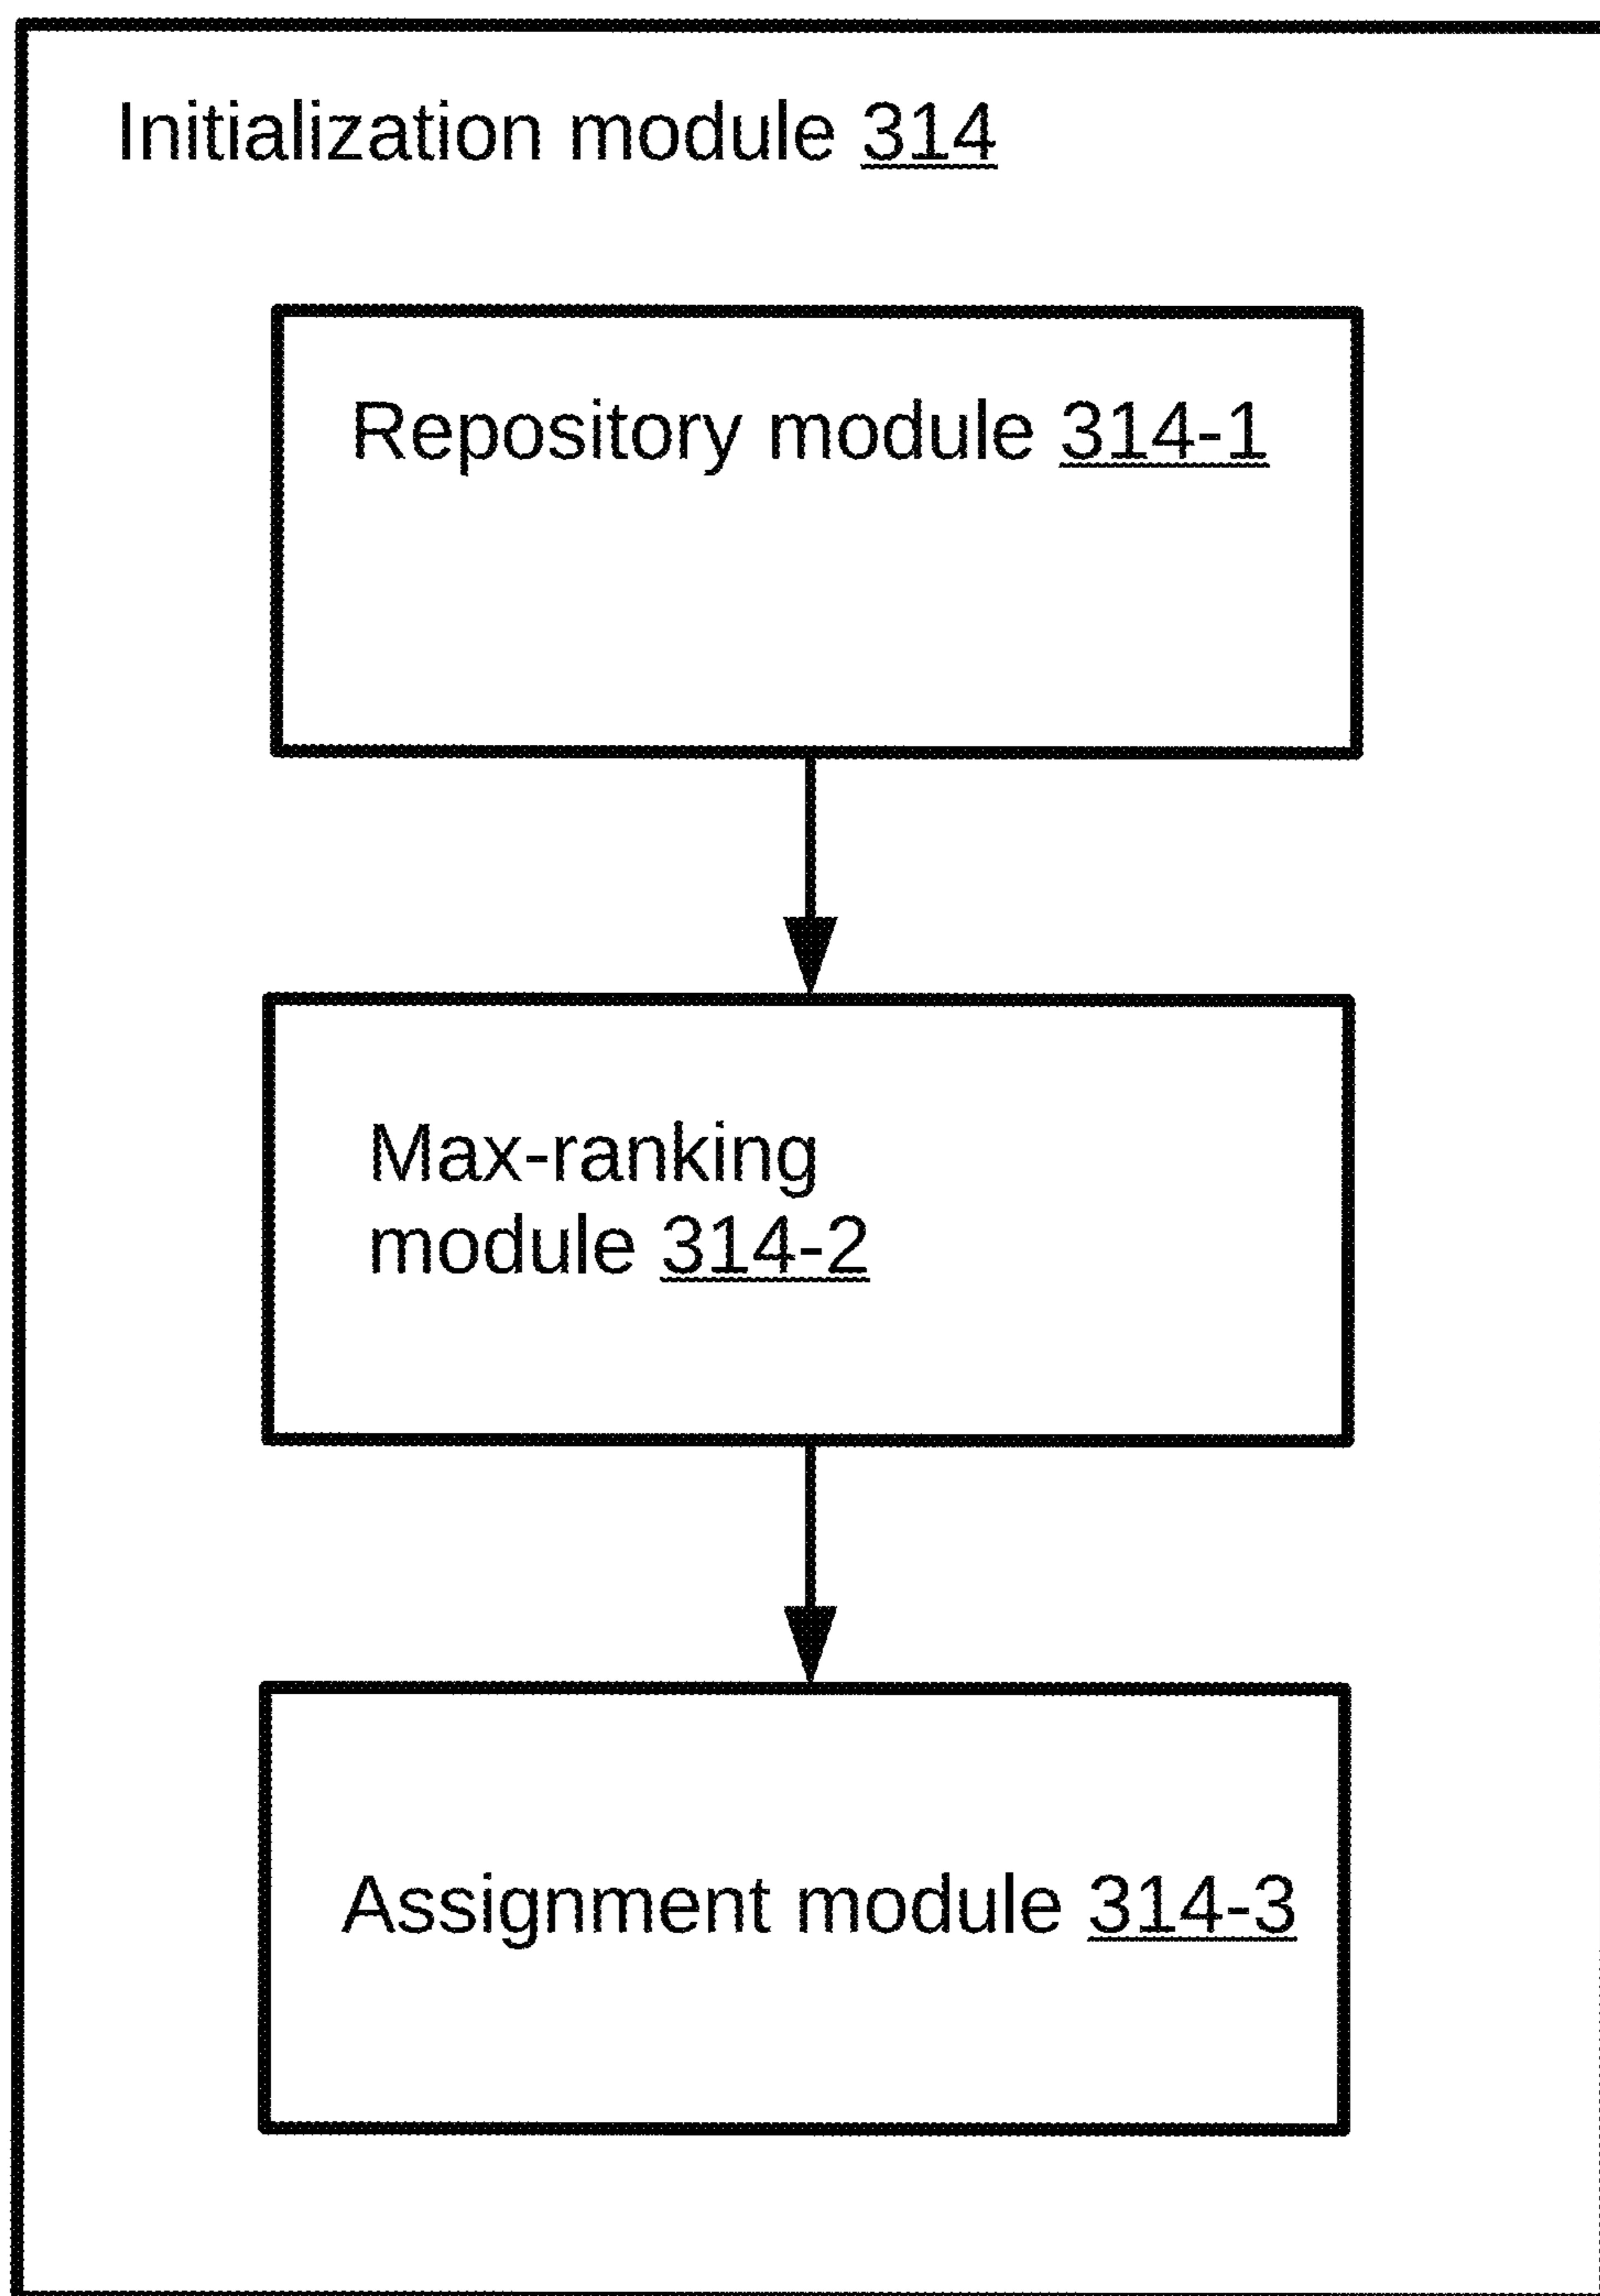 Initialization module 314
Repository module 314-1
Max-ranking
module 314-2
Assignment module 314-3